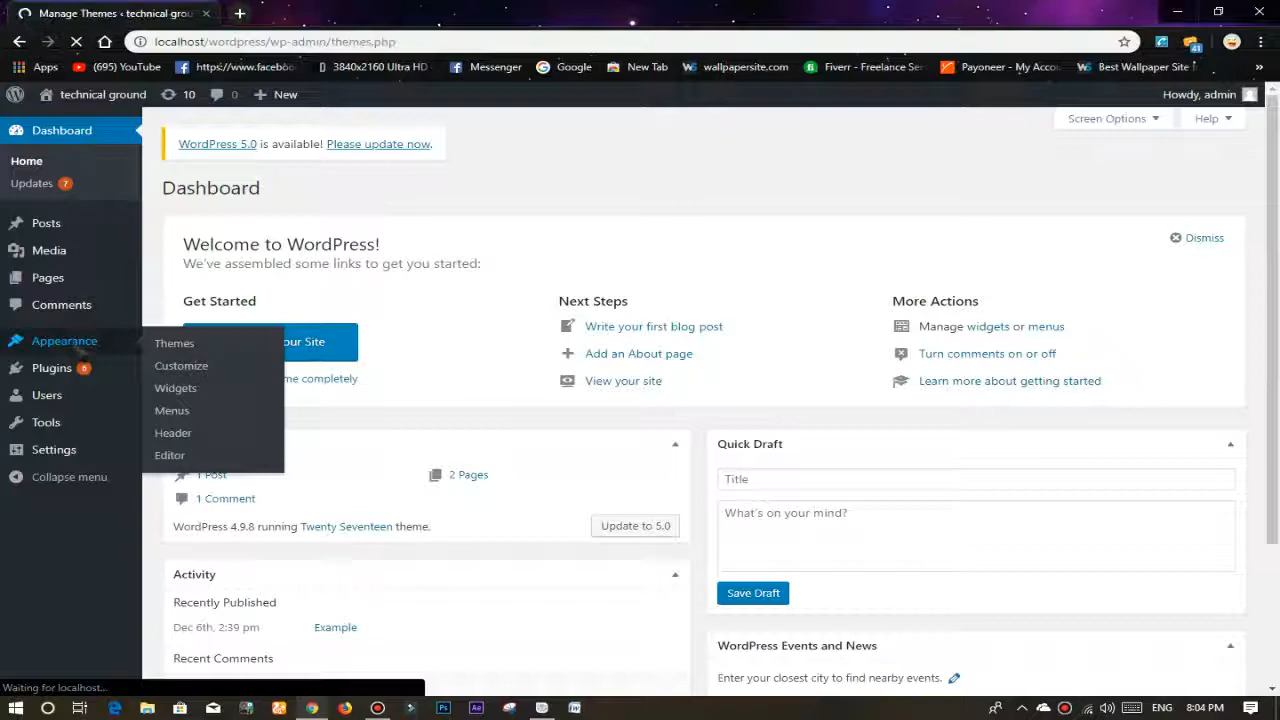 Manage Themes ‹ technical ground
localhost/wordpress/wp-admin/themes.php
41
Apps
(695) YouTube
https://www.facebo
3840x2160 Ultra HD
Messenger
Google
New Tab
wallpapersite.com
Fiverr - Freelance Se
Payoneer - My Acco
Best Wallpaper Site
»
technical ground
10
0
New
Howdy, admin
Dashboard
Home
Updates 7
Posts
Media
Pages
Comments
Appearance
Plugins 6
Users
Tools
Settings
Collapse menu
Themes
Customize
Widgets
Menus
Header
Editor
Screen Options
Help
WordPress 5.0 is available! Please update now.
Dashboard
Welcome to WordPress!
We've assembled some links to get you started:
Dismiss
Get Started
our Site
me completely
Next Steps
Write your first blog post
Add an About page
View your site
More Actions
Manage widgets or menus
Turn comments on or off
Learn more about getting started
1 Post
2 Pages
1 Comment
WordPress 4.9.8 running Twenty Seventeen theme.
Update to 5.0
Activity
Recently Published
Dec 6th, 2:39 pm
Example
Recent Comments
Quick Draft
Title
What's on your mind?
Save Draft
WordPress Events and News
Enter your closest city to find nearby events.
Waiting for localhost...
ENG
8:04 PM